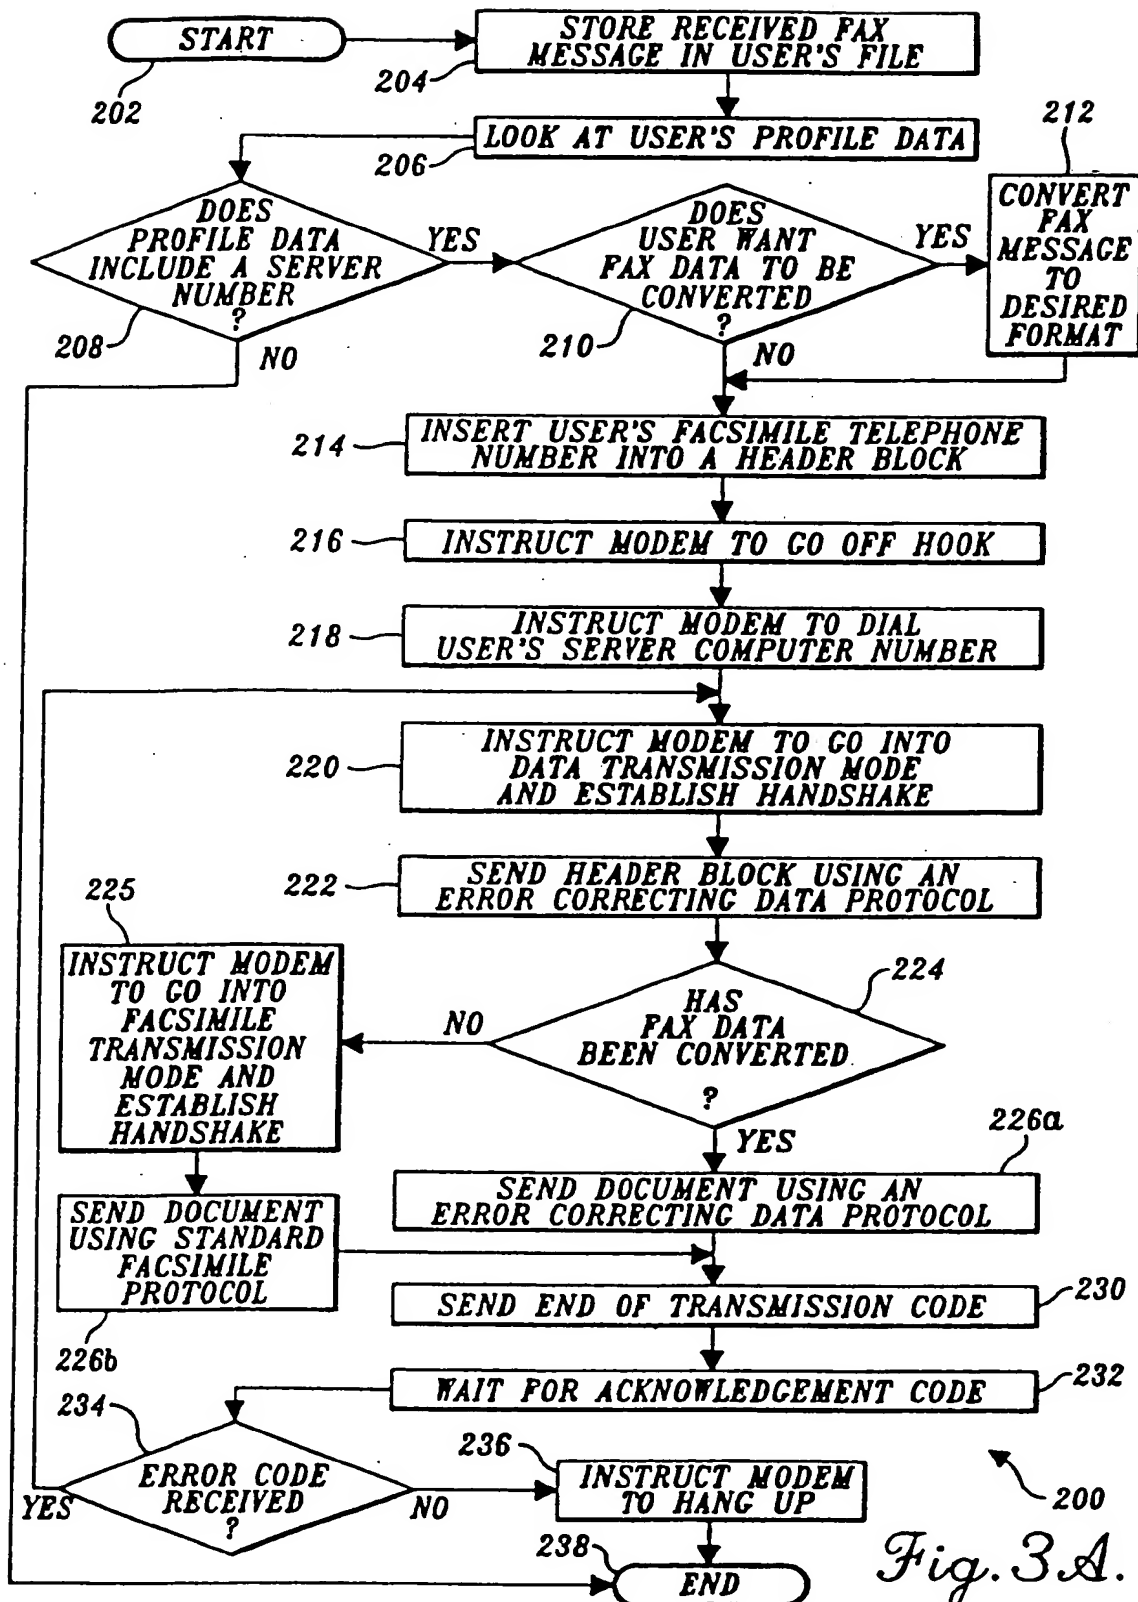 START
202
STORE RECEIVED FAX
MESSAGE IN USER'S FILE
204
LOOK AT USER'S PROFILE DATA
206
DOES
PROFILE DATA
INCLUDE A SERVER
NUMBER
?
208
YES
NO
DOES
USER WANT
FAX DATA TO BE
CONVERTED
?
210
YES
NO
212
CONVERT
FAX
MESSAGE
TO
DESIRED
FORMAT
214
INSERT USER'S FACSIMILE TELEPHONE
NUMBER INTO A HEADER BLOCK
216
INSTRUCT MODEM TO GO OFF HOOK
218
INSTRUCT MODEM TO DIAL
USER'S SERVER COMPUTER NUMBER
220
INSTRUCT MODEM TO GO INTO
DATA TRANSMISSION MODE
AND ESTABLISH HANDSHAKE
222
SEND HEADER BLOCK USING AN
ERROR CORRECTING DATA PROTOCOL
224
HAS
FAX DATA
BEEN CONVERTED
?
NO
YES
225
INSTRUCT MODEM
TO GO INTO
FACSIMILE
TRANSMISSION
MODE AND
ESTABLISH
HANDSHAKE
226a
SEND DOCUMENT USING AN
ERROR CORRECTING DATA PROTOCOL
SEND DOCUMENT
USING STANDARD
FACSIMILE
PROTOCOL
226b
SEND END OF TRANSMISSION CODE
230
WAIT FOR ACKNOWLEDGEMENT CODE
232
234
ERROR CODE
RECEIVED
?
YES
NO
236
INSTRUCT MODEM
TO HANG UP
238
END
200
Fig. 3A.